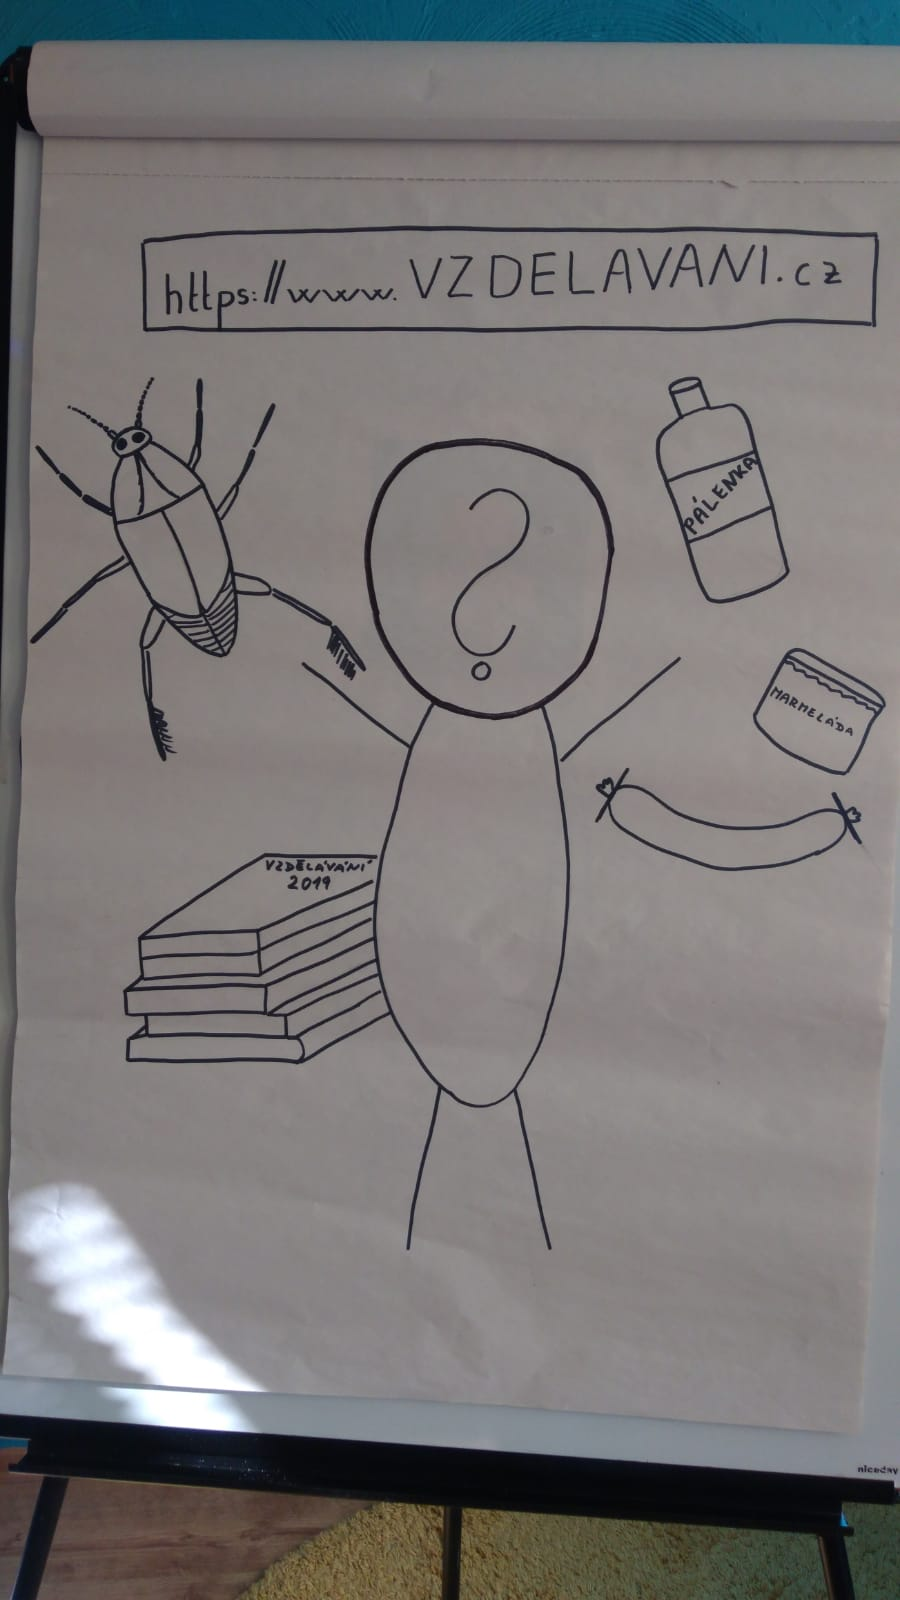 https://www.VZDELAVANI.cz
PÁLENKA
MARMELÁDA
VZDĚLÁVÁNÍ
2019
?
niceday